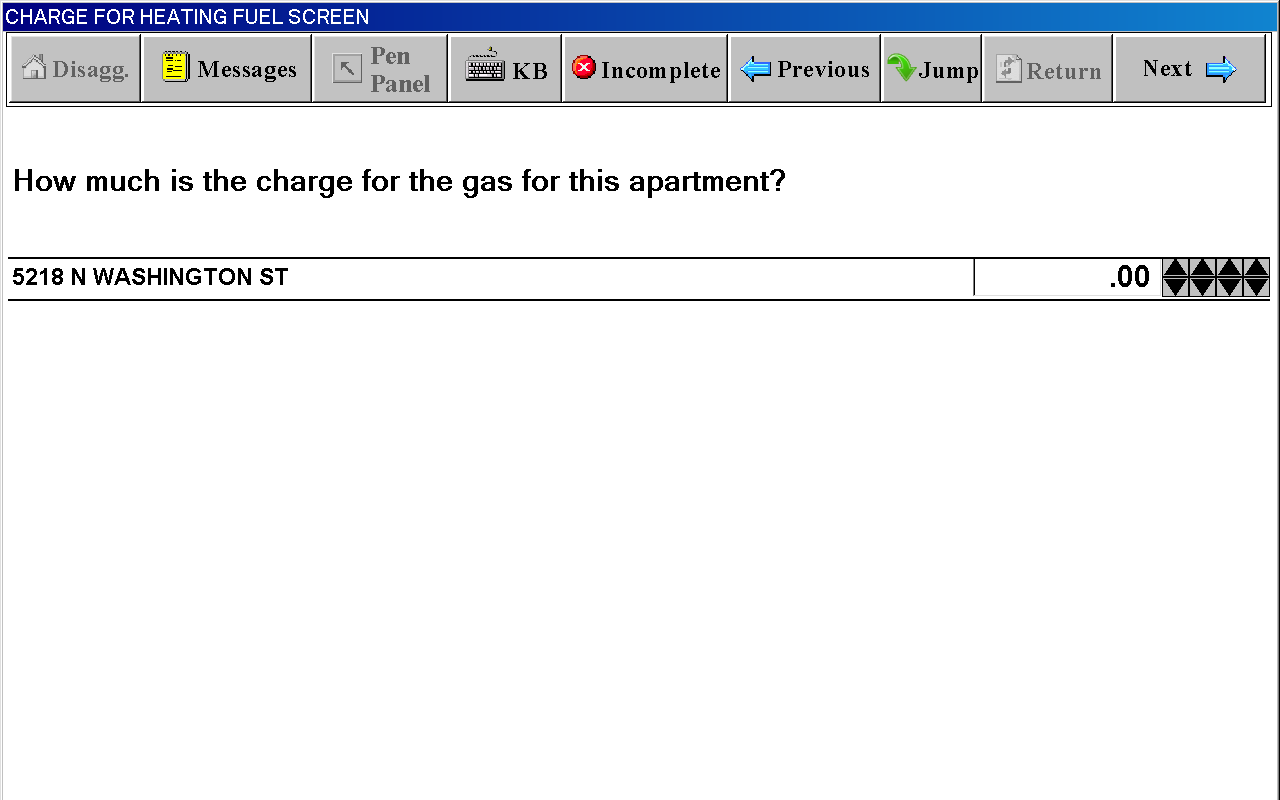 CHARGE FOR HEATING FUEL SCREEN
Disagg. Messages Pen Panel KB Incomplete Previous Jump Return Next
How much is the charge for the gas for this apartment?
5218 N WASHINGTON ST .00